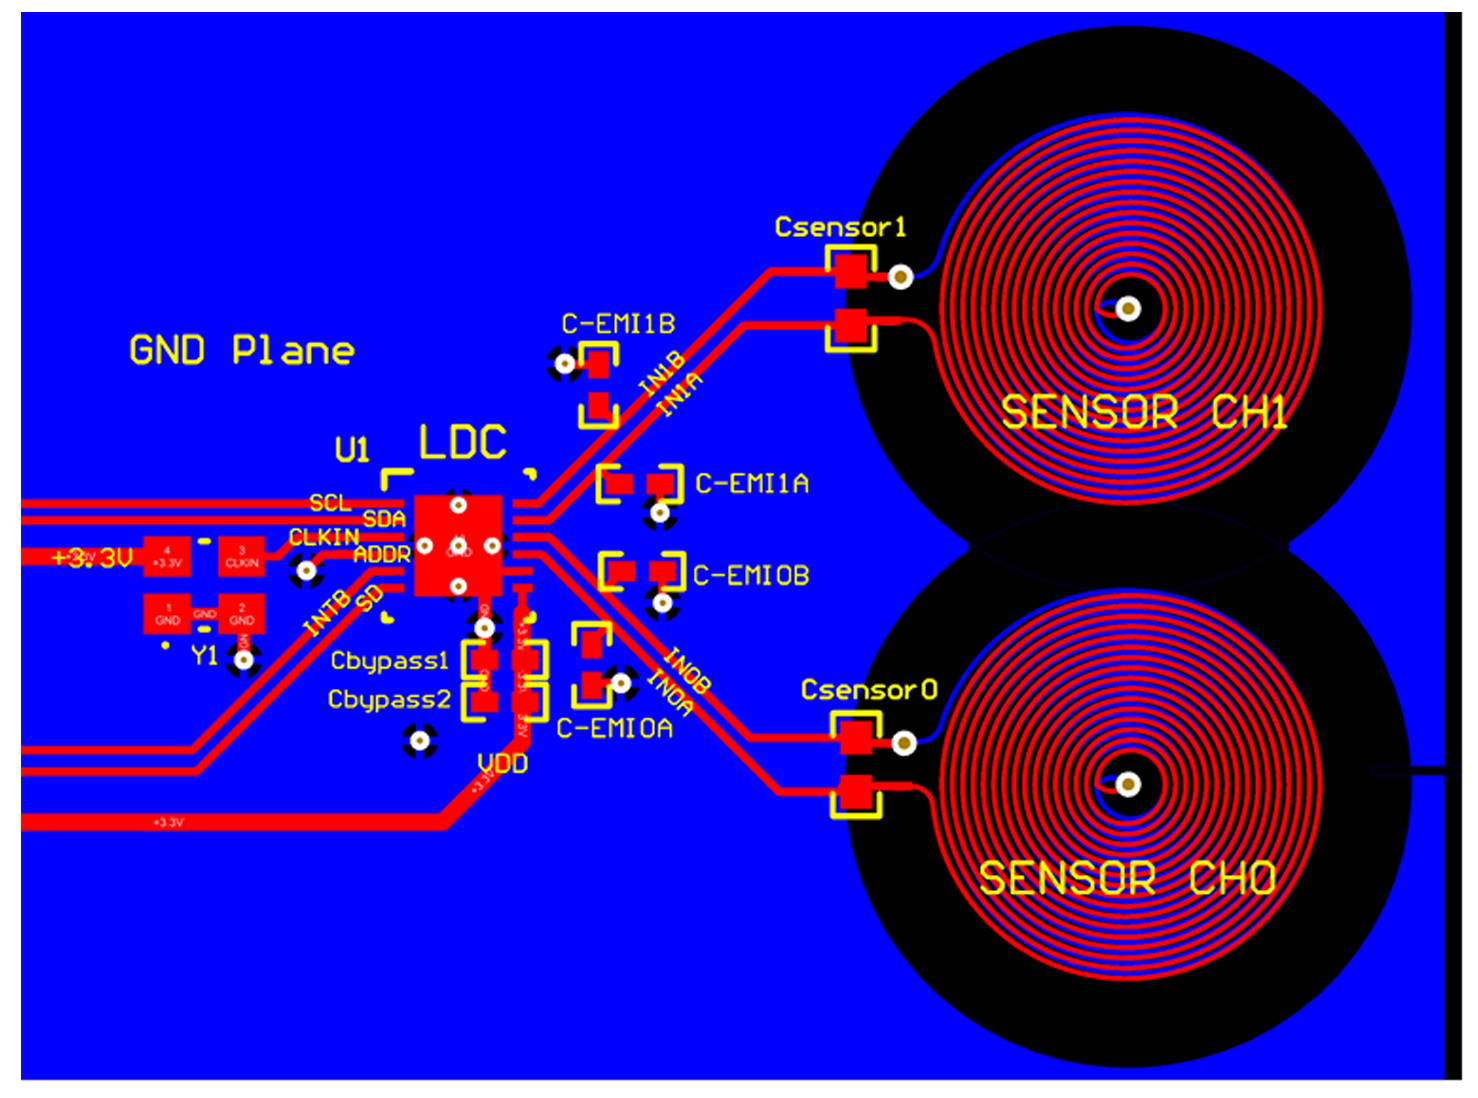 Csensor1
C-EMI1B
GND Plane
IN1B
IN1A
SENSOR CH1
LDC
U1
C-EMI1A
SCL
SDA
CLKIN
ADDR
+3.3V
4
+3.3V
3
CLKIN
GND
C-EMI0B
1
GND
GND
2
GND
INTB
SD
Y1
Cbypass1
Cbypass2
IN0B
IN0A
Csensor0
C-EMI0A
VDD
+3.3V
+3.3V
SENSOR CH0